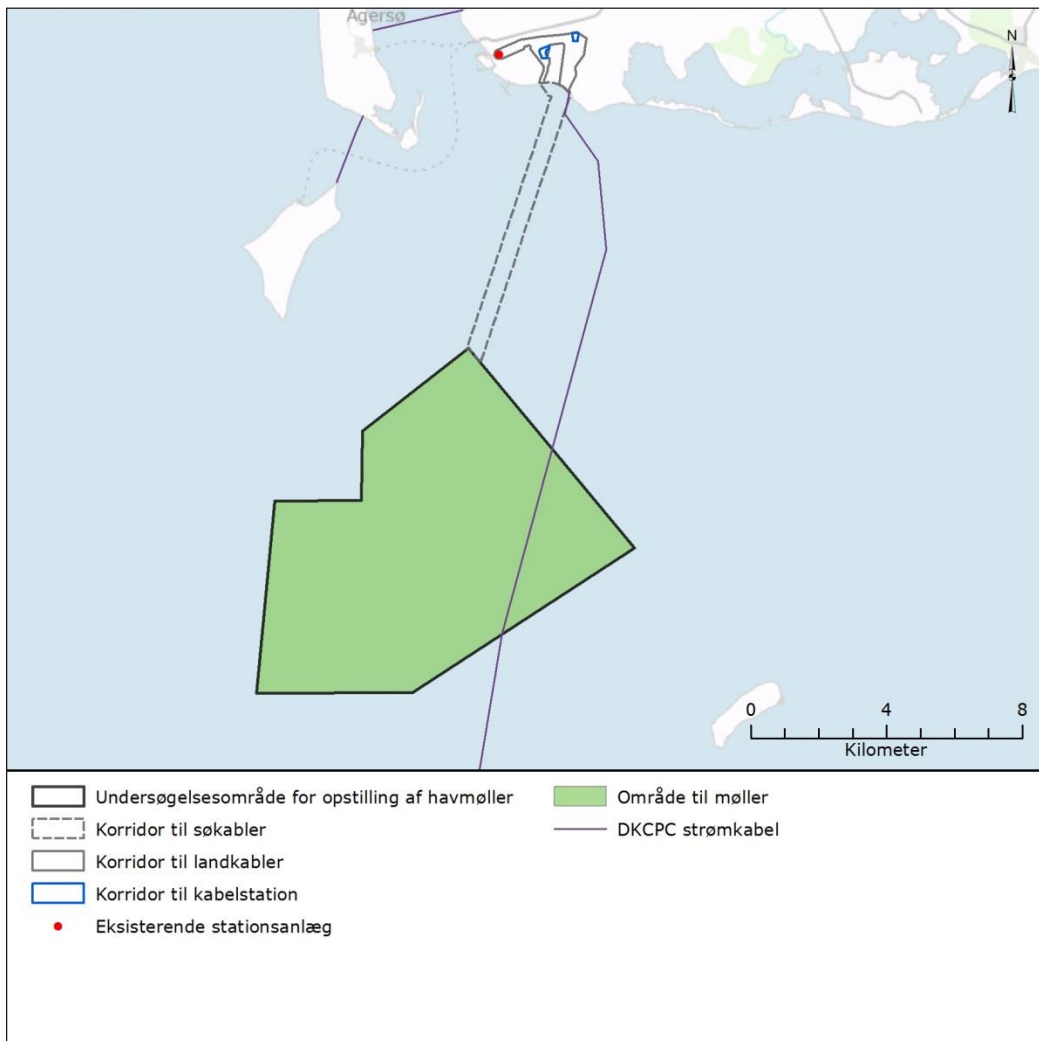 Agersø
N
0 4 8
Kilometer
Undersøgelsesområde for opstilling af havmøller
Korridor til søkabler
Korridor til landkabler
Korridor til kabelstation
Eksisterende stationsanlæg
Område til møller
DKCPC strømkabel